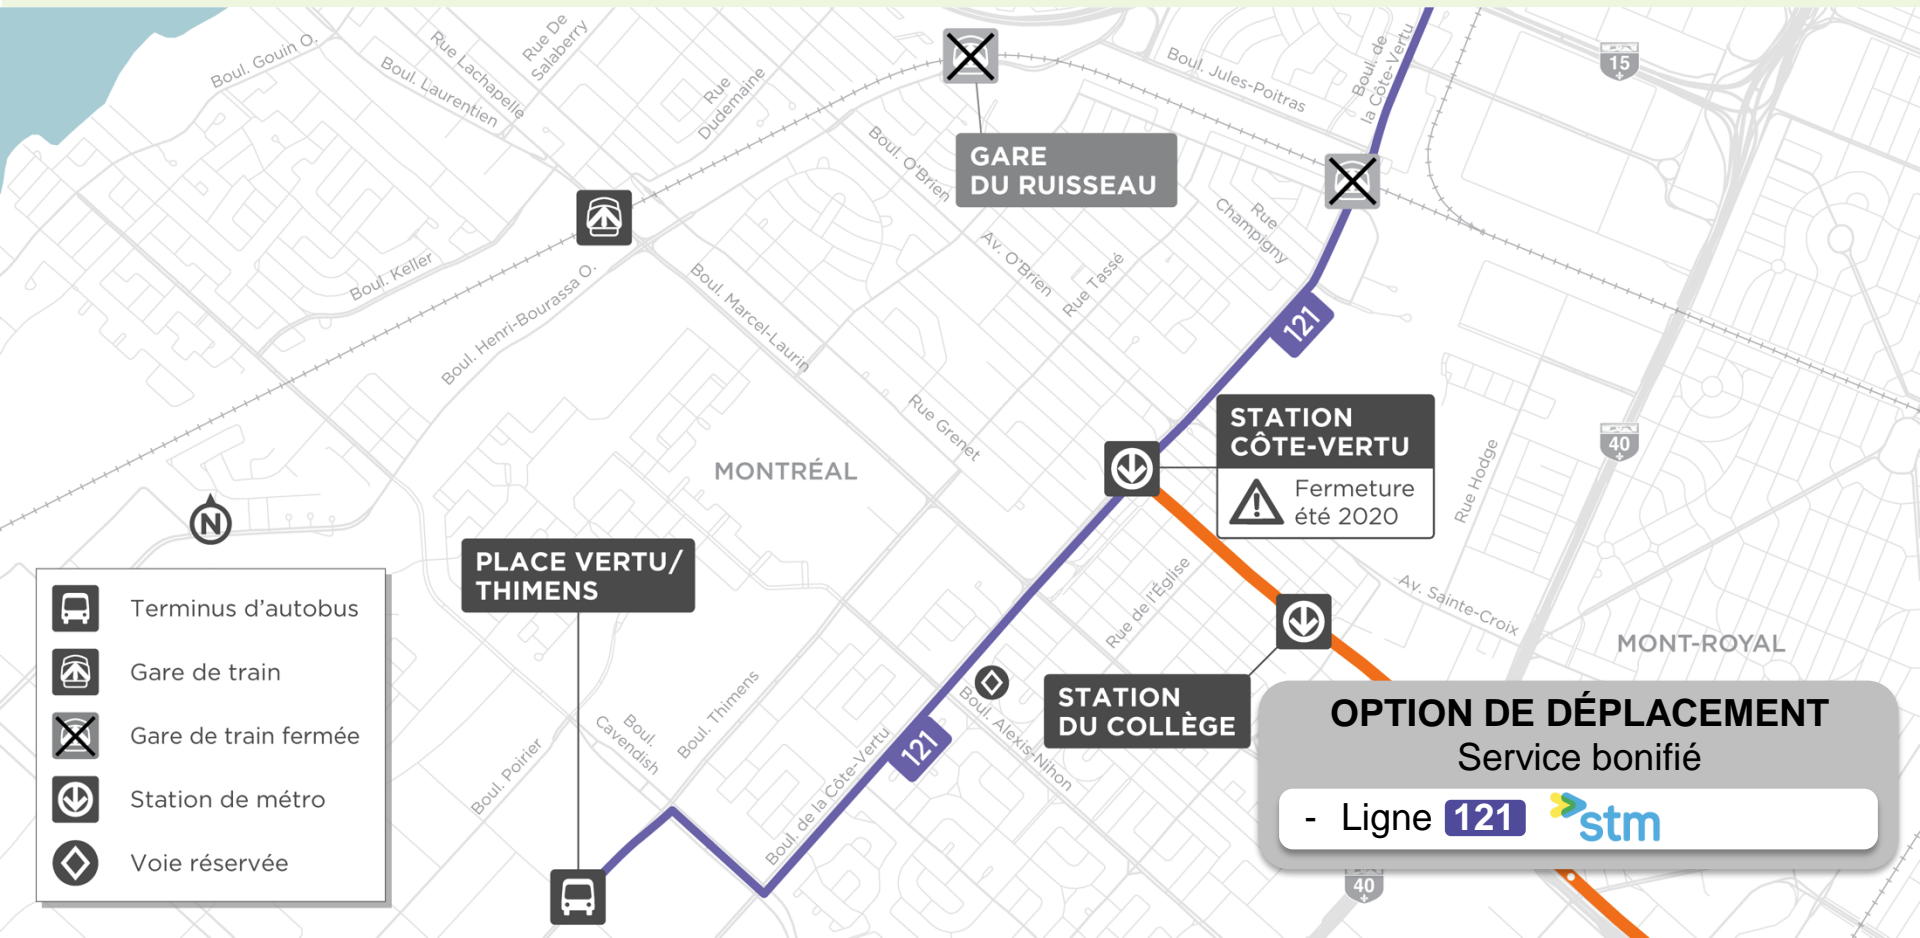 Boul. Gouin O.
Rue Lachapelle
Rue De
Salaberry
Boul. Laurentien
Rue
Dudemaine
Boul. Jules-Poitras
Boul. de
la Côte-Vertu
15
GARE
DU RUISSEAU
Boul. O'Brien
Rue
Champigny
Av. O'Brien
Rue Tassé
Boul. Keller
Boul. Henri-Bourassa O.
Boul. Marcel-Laurin
121
Rue Grenet
STATION
CÔTE-VERTU
Fermeture
été 2020
40
Rue Hodge
MONTRÉAL
N
PLACE VERTU/
THIMENS
Terminus d'autobus
Gare de train
Gare de train fermée
Station de métro
Voie réservée
Rue de l'Église
Av. Sainte-Croix
MONT-ROYAL
STATION
DU COLLÈGE
Boul. Thimens
Boul.
Cavendish
Boul. Poirier
Boul. de la Côte-Vertu
121
Boul. Alexis-Nihon
OPTION DE DÉPLACEMENT
Service bonifié
- Ligne 121 stm
40